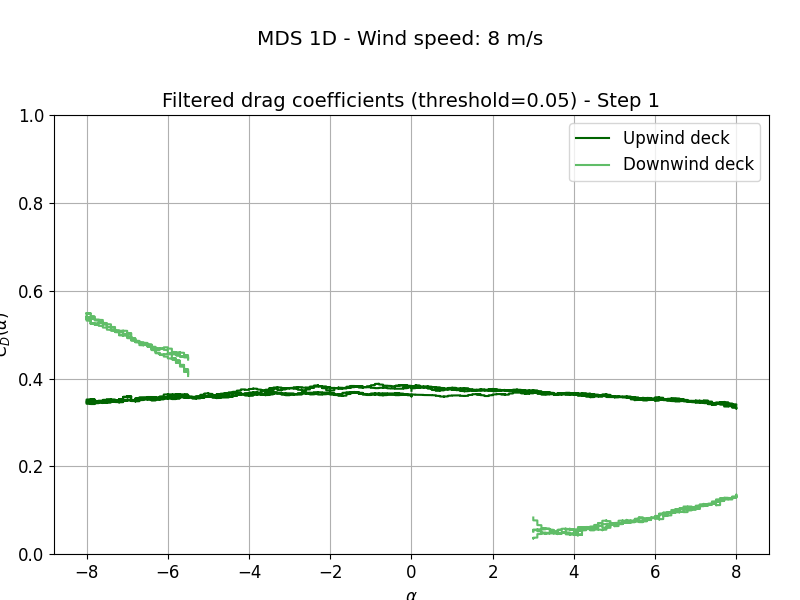 MDS 1D - Wind speed: 8 m/s
Filtered drag coefficients (threshold=0.05) - Step 1
1.0
0.8
0.6
0.4
0.2
0.0
C_D(α)
Upwind deck
Downwind deck
−8 −6 −4 −2 0 2 4 6 8
α